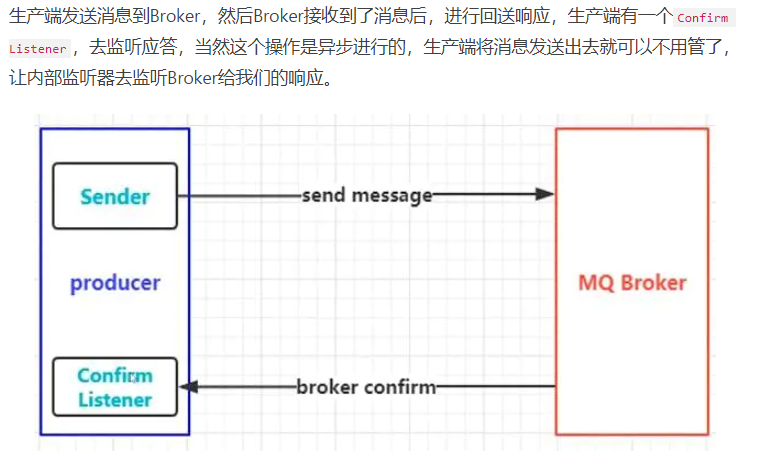 生产端发送消息到Broker，然后Broker接收到了消息后，进行回送响应，生产端有一个 Confirm
Listener ，去监听应答，当然这个操作是异步进行的，生产端将消息发送出去就可以不用管了，
让内部监听器去监听Broker给我们的响应。
Sender
send message
producer
MQ Broker
Confirm
Listener
broker confirm